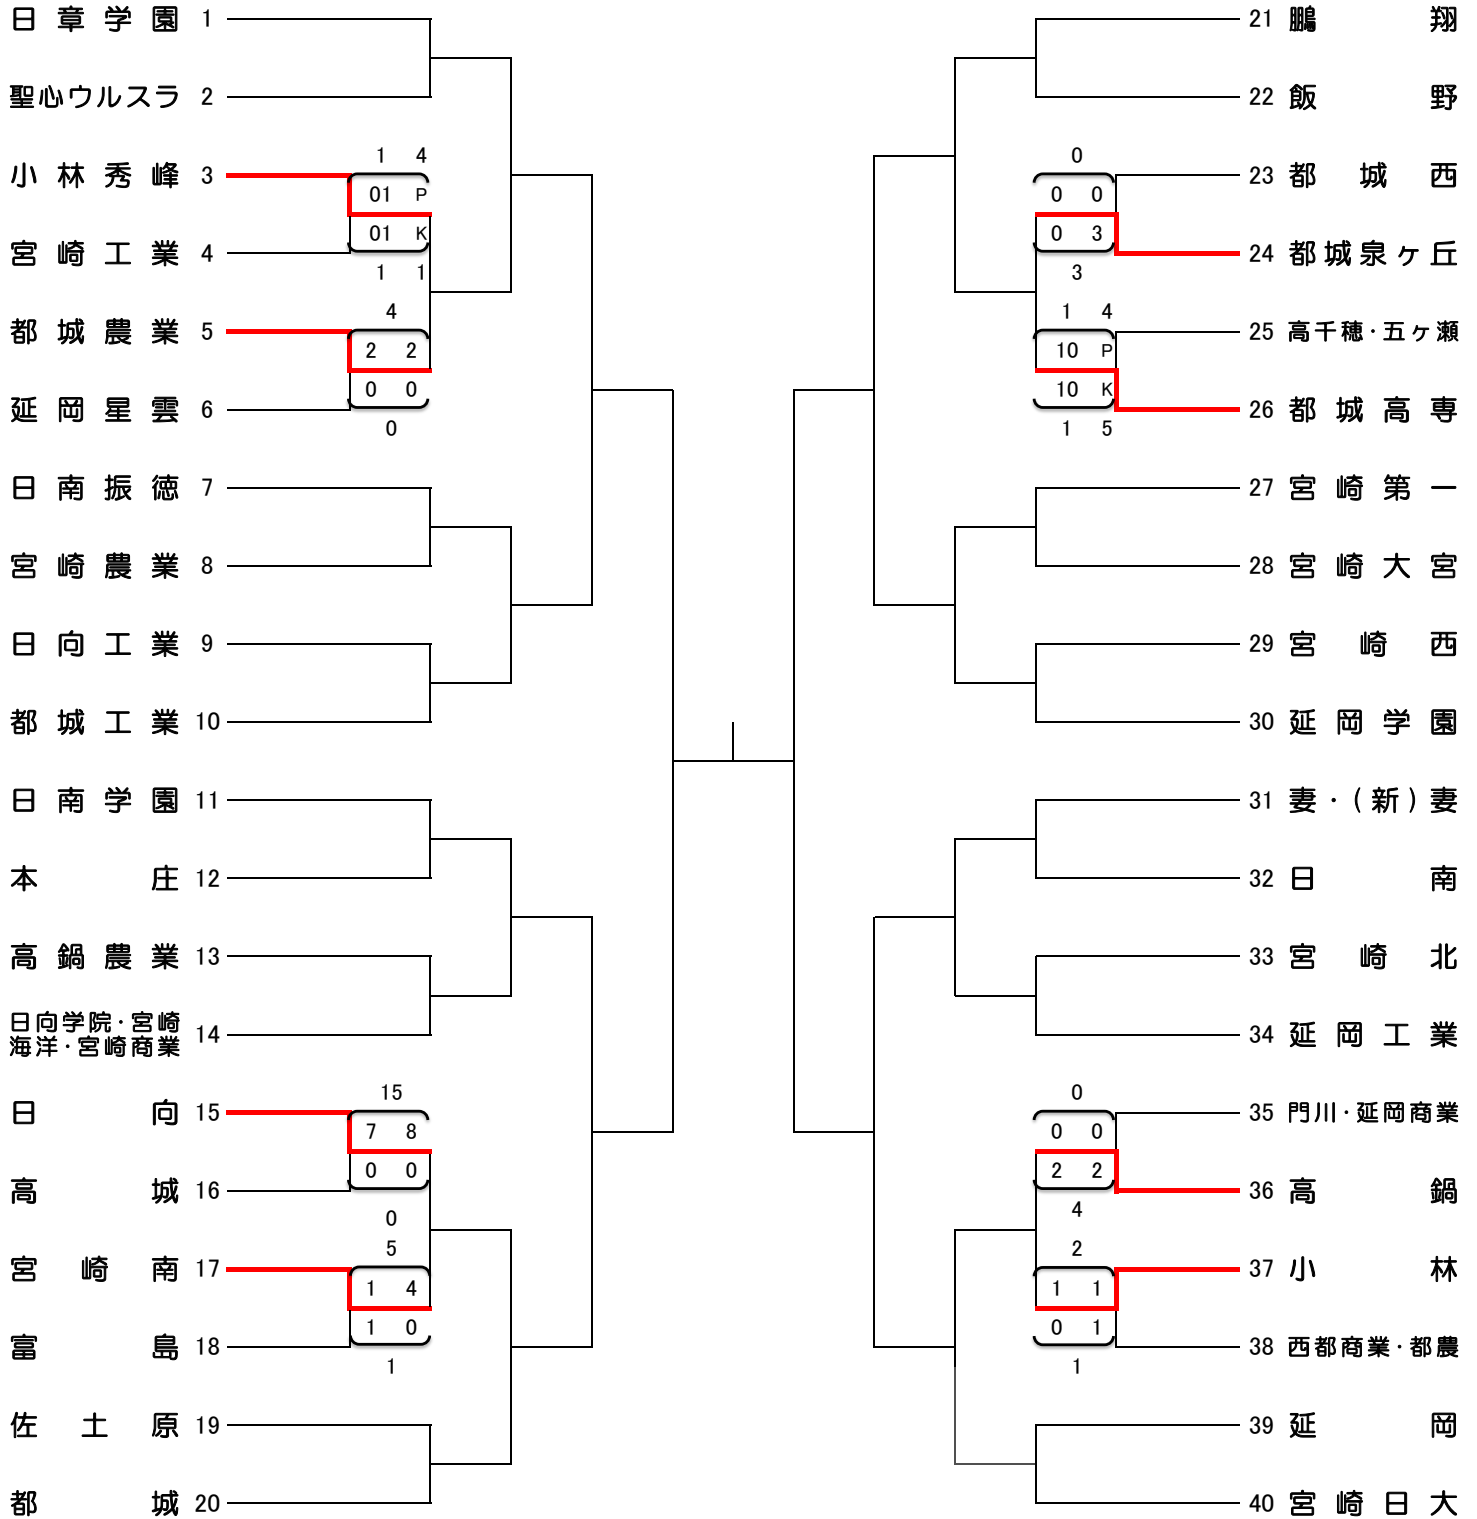 日章学園 1
聖心ウルスラ 2
1 4
小林秀峰 3
01 P
01 K
宮崎工業 4
1 1
4
都城農業 5
2 2
0 0
延岡星雲 6
0
日南振徳 7
宮崎農業 8
日向工業 9
都城工業 10
日南学園 11
本庄 12
高鍋農業 13
日向学院・宮崎
海洋・宮崎商業 14
15
日向 15
7 8
0 0
高城 16
0
5
宮崎南 17
1 4
1 0
富島 18
1
佐土原 19
都城 20
21 鵬翔
22 飯野
0
23 都城西
0 0
0 3
24 都城泉ヶ丘
3
1 4
25 高千穂・五ヶ瀬
10 P
10 K
26 都城高専
1 5
27 宮崎第一
28 宮崎大宮
29 宮崎西
30 延岡学園
31 妻・(新)妻
32 日南
33 宮崎北
34 延岡工業
0
35 門川・延岡商業
0 0
2 2
36 高鍋
4
2
37 小林
1 1
0 1
38 西都商業・都農
1
39 延岡
40 宮崎日大